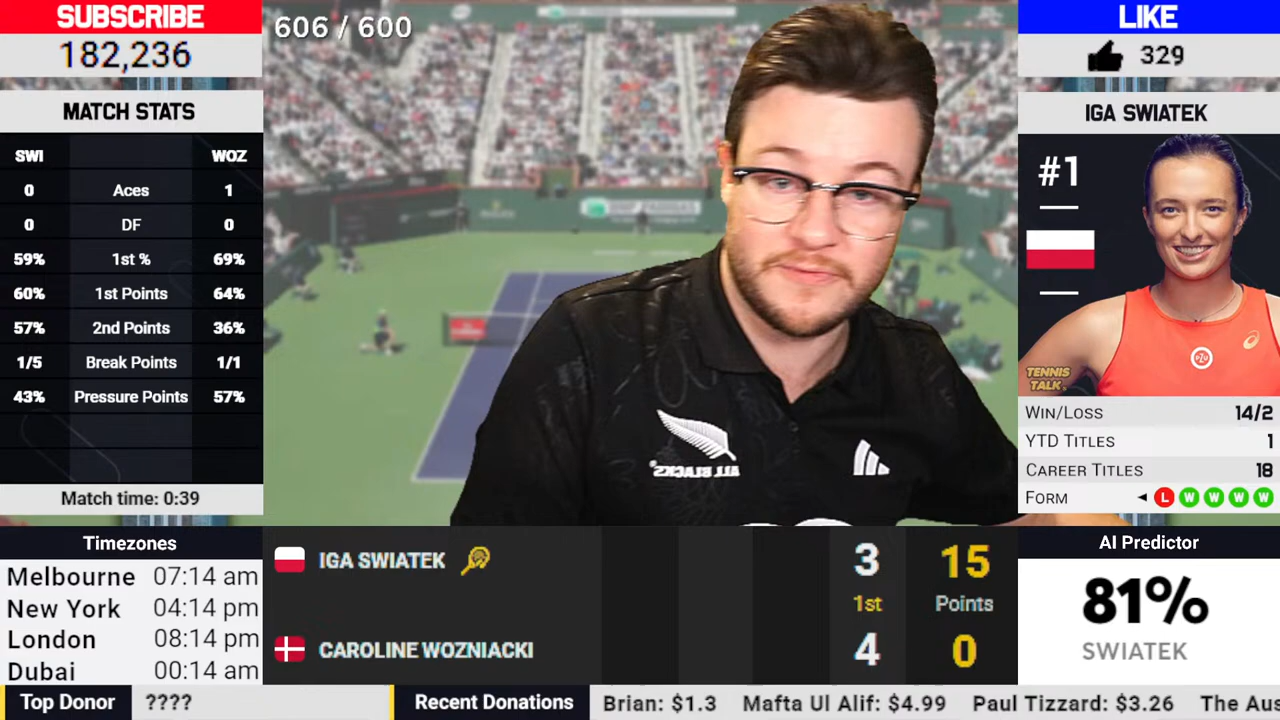 SUBSCRIBE
182,236
MATCH STATS
SWI WOZ
0 Aces 1
0 DF 0
59% 1st % 69%
60% 1st Points 64%
57% 2nd Points 36%
1/5 Break Points 1/1
43% Pressure Points 57%
Match time: 0:39
Timezones
Melbourne 07:14 am
New York 04:14 pm
London 08:14 pm
Dubai 00:14 am
606 / 600
ALL BLACKS
IGA SWIATEK 3 15
1st Points
CAROLINE WOZNIACKI 4 0
LIKE
329
IGA SWIATEK
#1
TENNIS
TALK
WIN/LOSS 14/2
YTD TITLES 1
CAREER TITLES 18
FORM L W W W W
AI Predictor
81%
SWIATEK
Top Donor ???? Recent Donations Brian: $1.3 Mafta Ul Alif: $4.99 Paul Tizzard: $3.26 The Aus